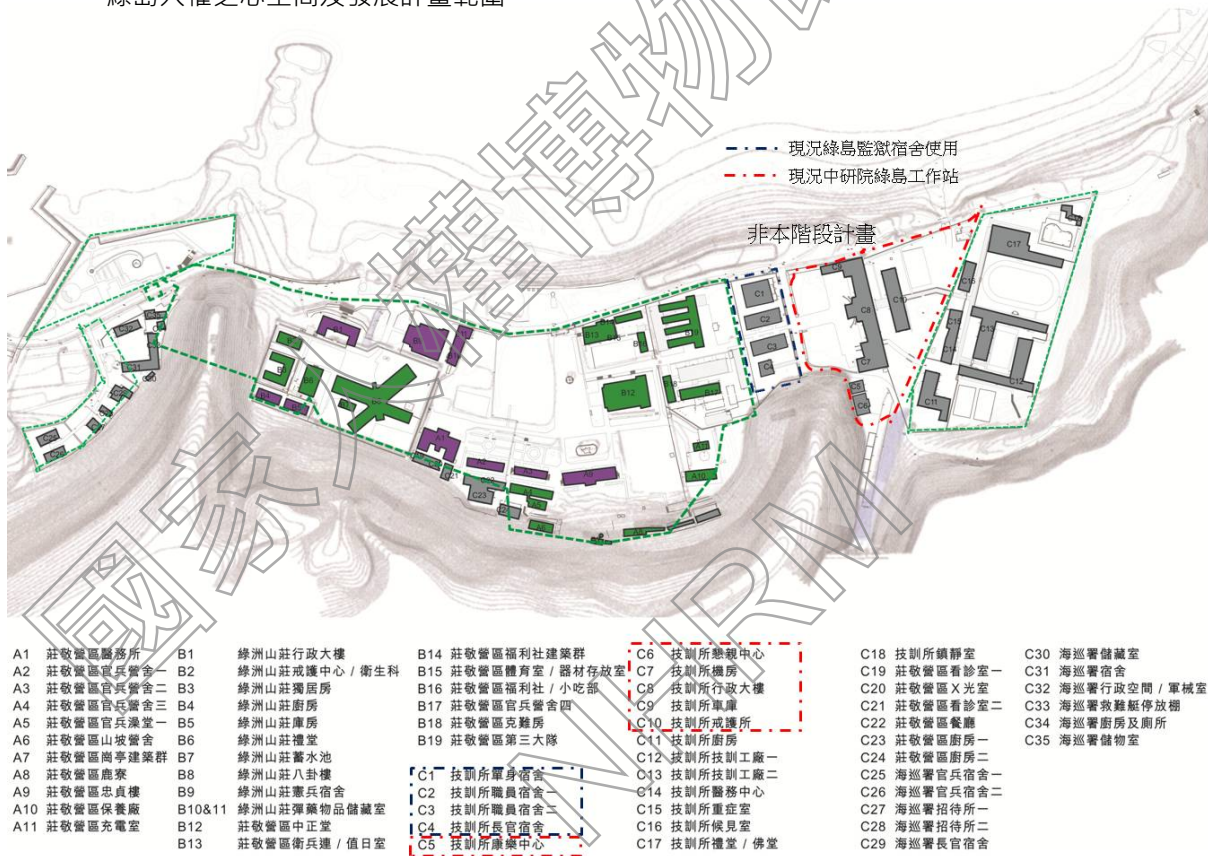 綠島人權之心空間及發展計畫範圍
現況綠島監獄宿舍使用
現況中研院綠島工作站
非本階段計畫
國家人權博物館
NHRM
A1 莊敬營區醫務所
A2 莊敬營區官兵營舍一
A3 莊敬營區官兵營舍二
A4 莊敬營區官兵營舍三
A5 莊敬營區官兵澡堂一
A6 莊敬營區山坡營舍
A7 莊敬營區崗亭建築群
A8 莊敬營區鹿寮
A9 莊敬營區忠貞樓
A10 莊敬營區保養廠
A11 莊敬營區充電室
B1 綠洲山莊行政大樓
B2 綠洲山莊戒護中心 / 衛生科
B3 綠洲山莊獨居房
B4 綠洲山莊廚房
B5 綠洲山莊庫房
B6 綠洲山莊禮堂
B7 綠洲山莊蓄水池
B8 綠洲山莊八卦樓
B9 綠洲山莊憲兵宿舍
B10&11 綠洲山莊彈藥物品儲藏室
B12 莊敬營區中正堂
B13 莊敬營區衛兵連 / 值日室
B14 莊敬營區福利社建築群
B15 莊敬營區體育室 / 器材存放室
B16 莊敬營區福利社 / 小吃部
B17 莊敬營區官兵營舍四
B18 莊敬營區克難房
B19 莊敬營區第三大隊
C1 技訓所單身宿舍
C2 技訓所職員宿舍一
C3 技訓所職員宿舍二
C4 技訓所長官宿舍
C5 技訓所康樂中心
C6 技訓所懇親中心
C7 技訓所機房
C8 技訓所行政大樓
C9 技訓所車庫
C10 技訓所戒護所
C11 技訓所廚房
C12 技訓所技訓工廠一
C13 技訓所技訓工廠二
C14 技訓所醫務中心
C15 技訓所重症室
C16 技訓所候見室
C17 技訓所禮堂 / 佛堂
C18 技訓所鎮靜室
C19 莊敬營區看診室一
C20 莊敬營區X光室
C21 莊敬營區看診室二
C22 莊敬營區餐廳
C23 莊敬營區廚房一
C24 莊敬營區廚房二
C25 海巡署官兵宿舍一
C26 海巡署官兵宿舍二
C27 海巡署招待所一
C28 海巡署招待所二
C29 海巡署長官宿舍
C30 海巡署儲藏室
C31 海巡署宿舍
C32 海巡署行政空間 / 軍械室
C33 海巡署救難艇停放棚
C34 海巡署廚房及廁所
C35 海巡署儲物室